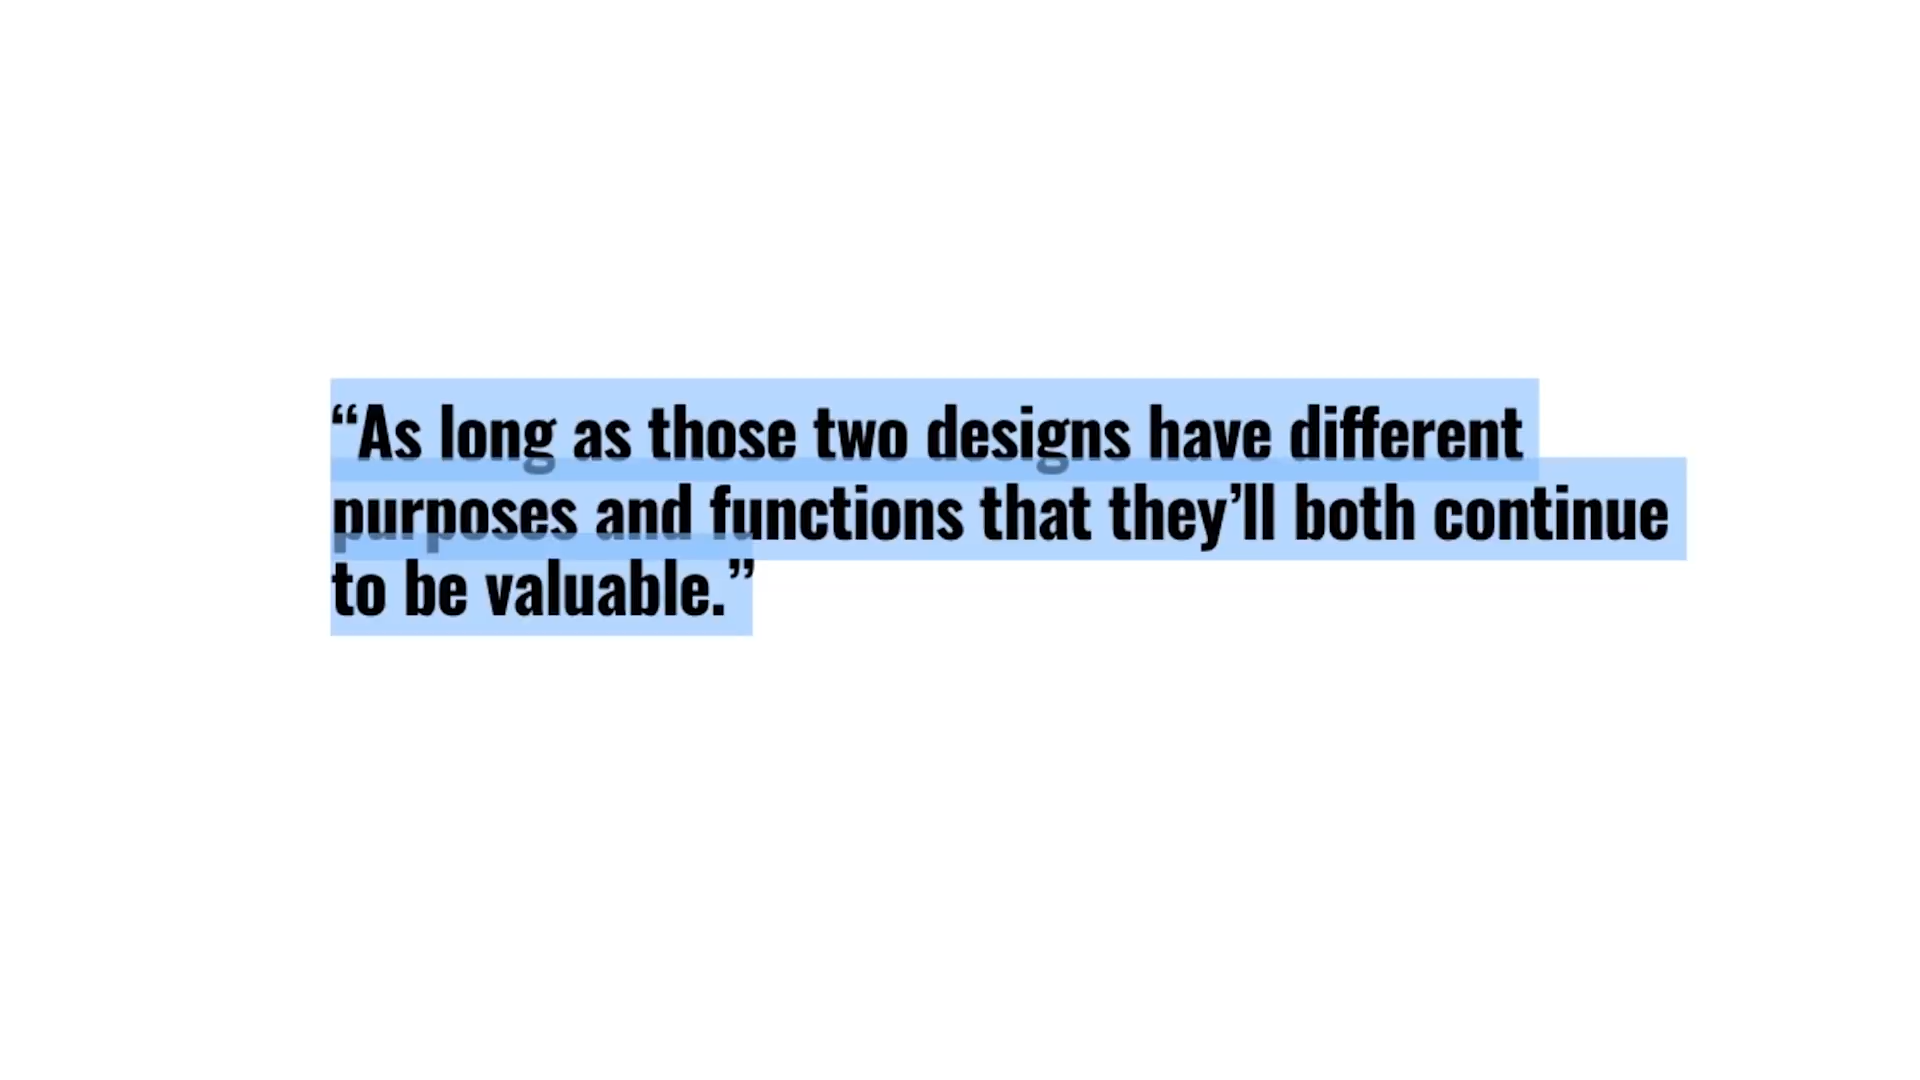 “As long as those two designs have different
purposes and functions that they’ll both continue
to be valuable.”